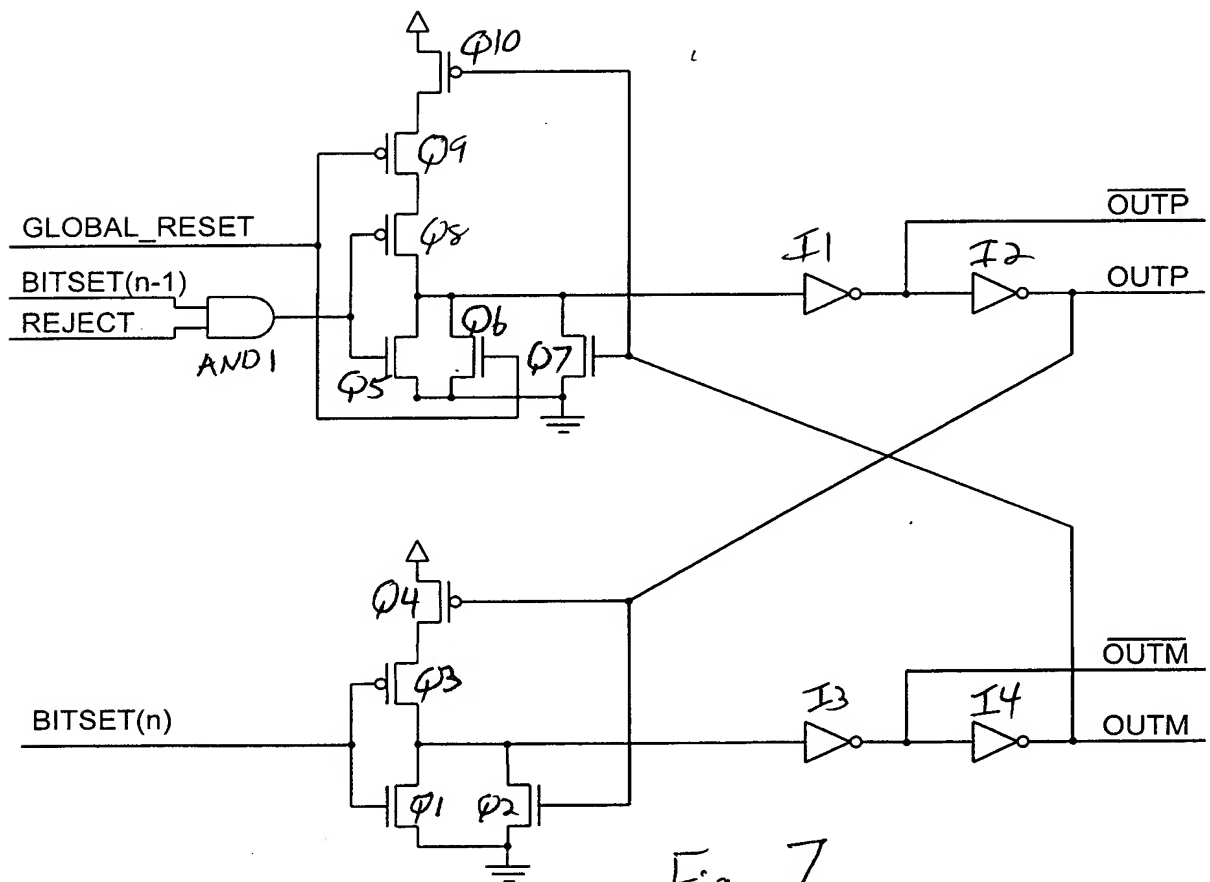 Q10
Q9
GLOBAL_RESET
Q8
OUTP
BITSET(n-1)
I1
I2
OUTP
REJECT
Q6
Q7
AND1
Q5
Q4
OUTM
Q3
I3
I4
BITSET(n)
OUTM
Q1
Q2
Fig. 7